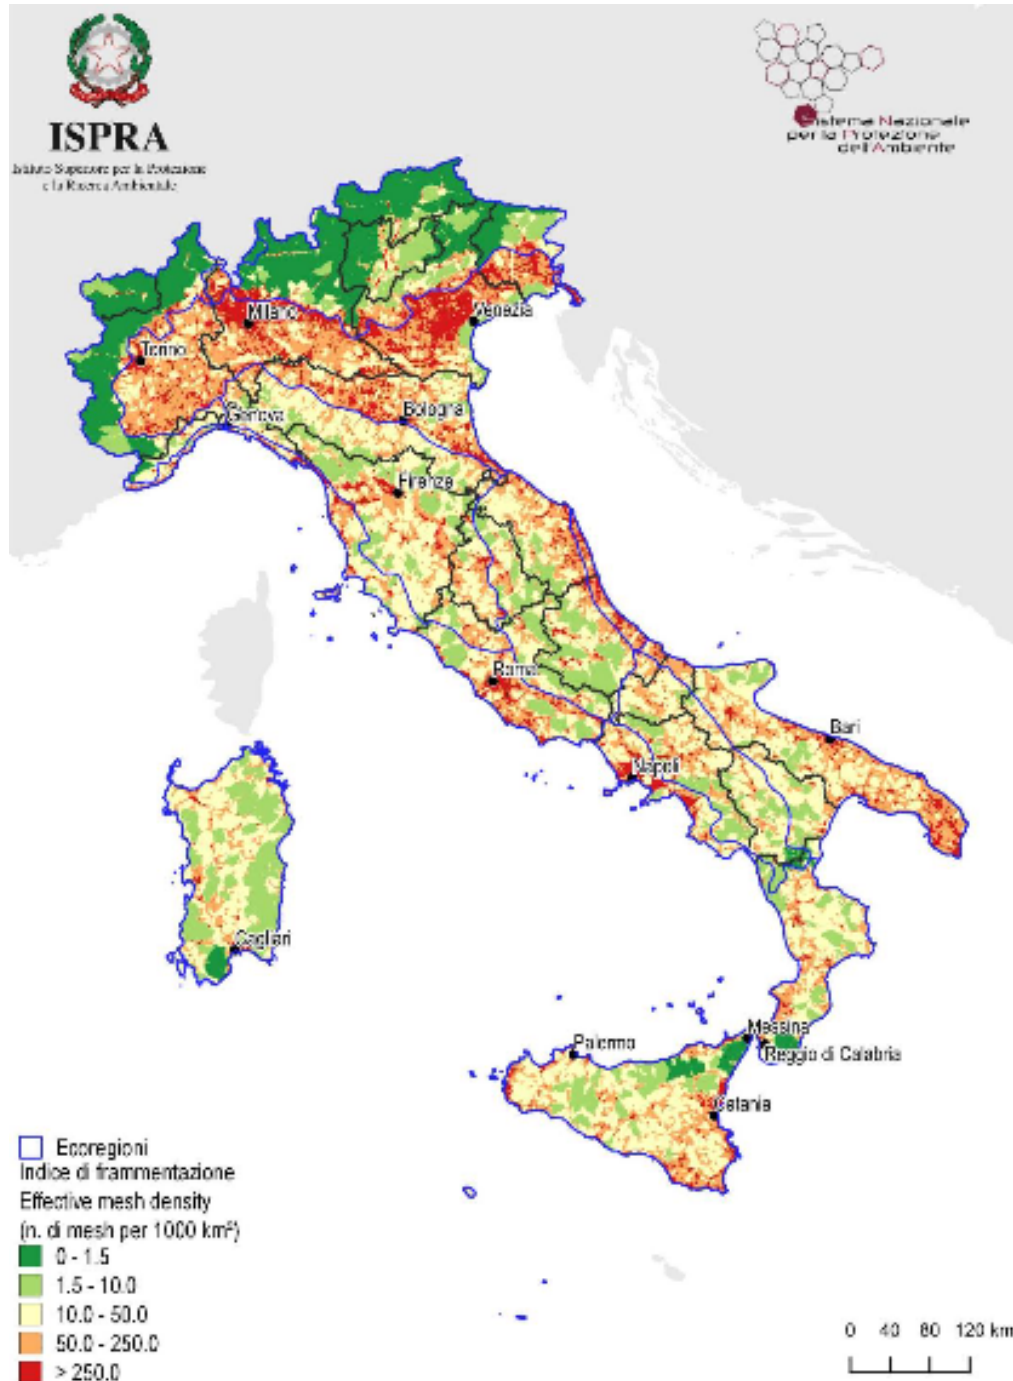 ISPRA
Istituto Superiore per la Protezione
e la Ricerca Ambientale
Sistema Nazionale
per la Protezione
dell'Ambiente
Milano
Venezia
Torino
Genova
Bologna
Firenze
Roma
Bari
Napoli
Cagliari
Messina
Palermo
Reggio di Calabria
Catania
Ecoregioni
Indice di frammentazione
Effective mesh density
(n. di mesh per 1000 km²)
0 - 1.5
1.5 - 10.0
10.0 - 50.0
50.0 - 250.0
> 250.0
0 40 80 120 km